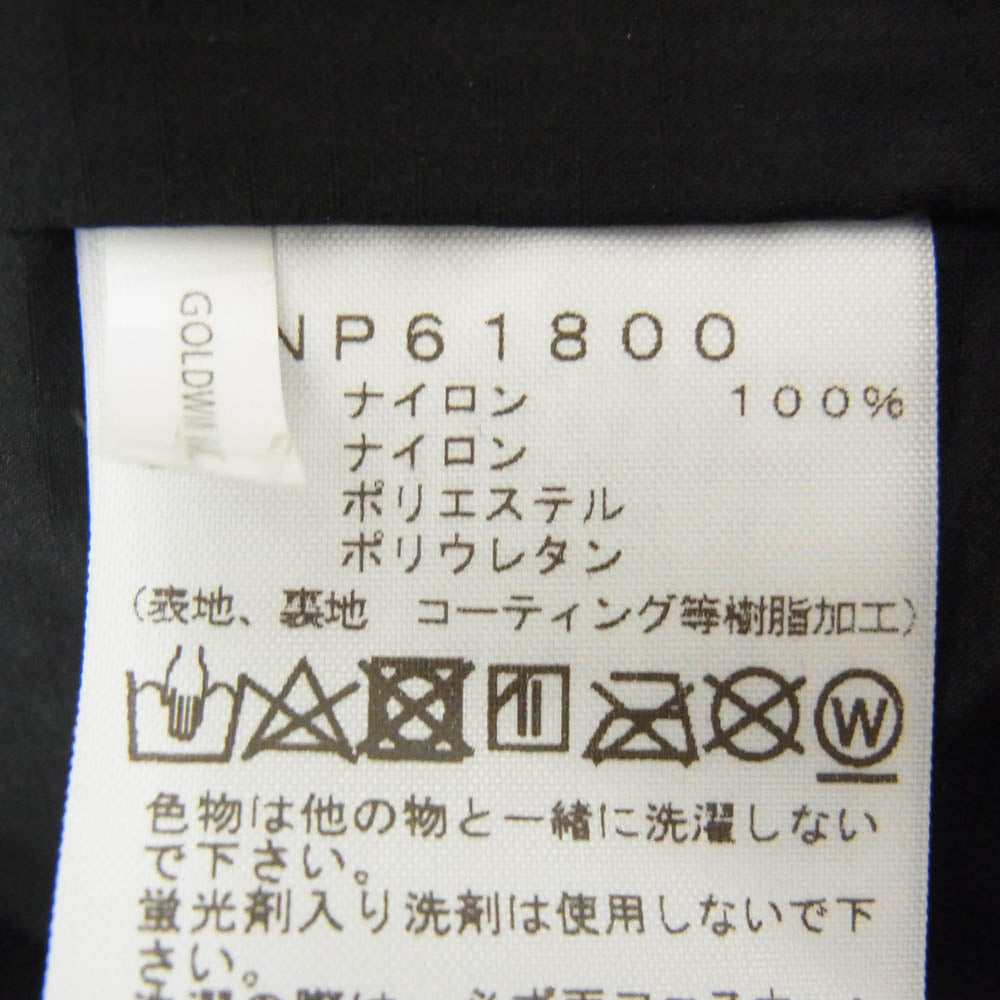 GOLDWIN
NP61800
ナイロン 100%
ナイロン
ポリエステル
ポリウレタン
(表地、裏地 コーティング等樹脂加工)
W
色物は他の物と一緒に洗濯しない
で下さい。
蛍光剤入り洗剤は使用しないで下
さい。